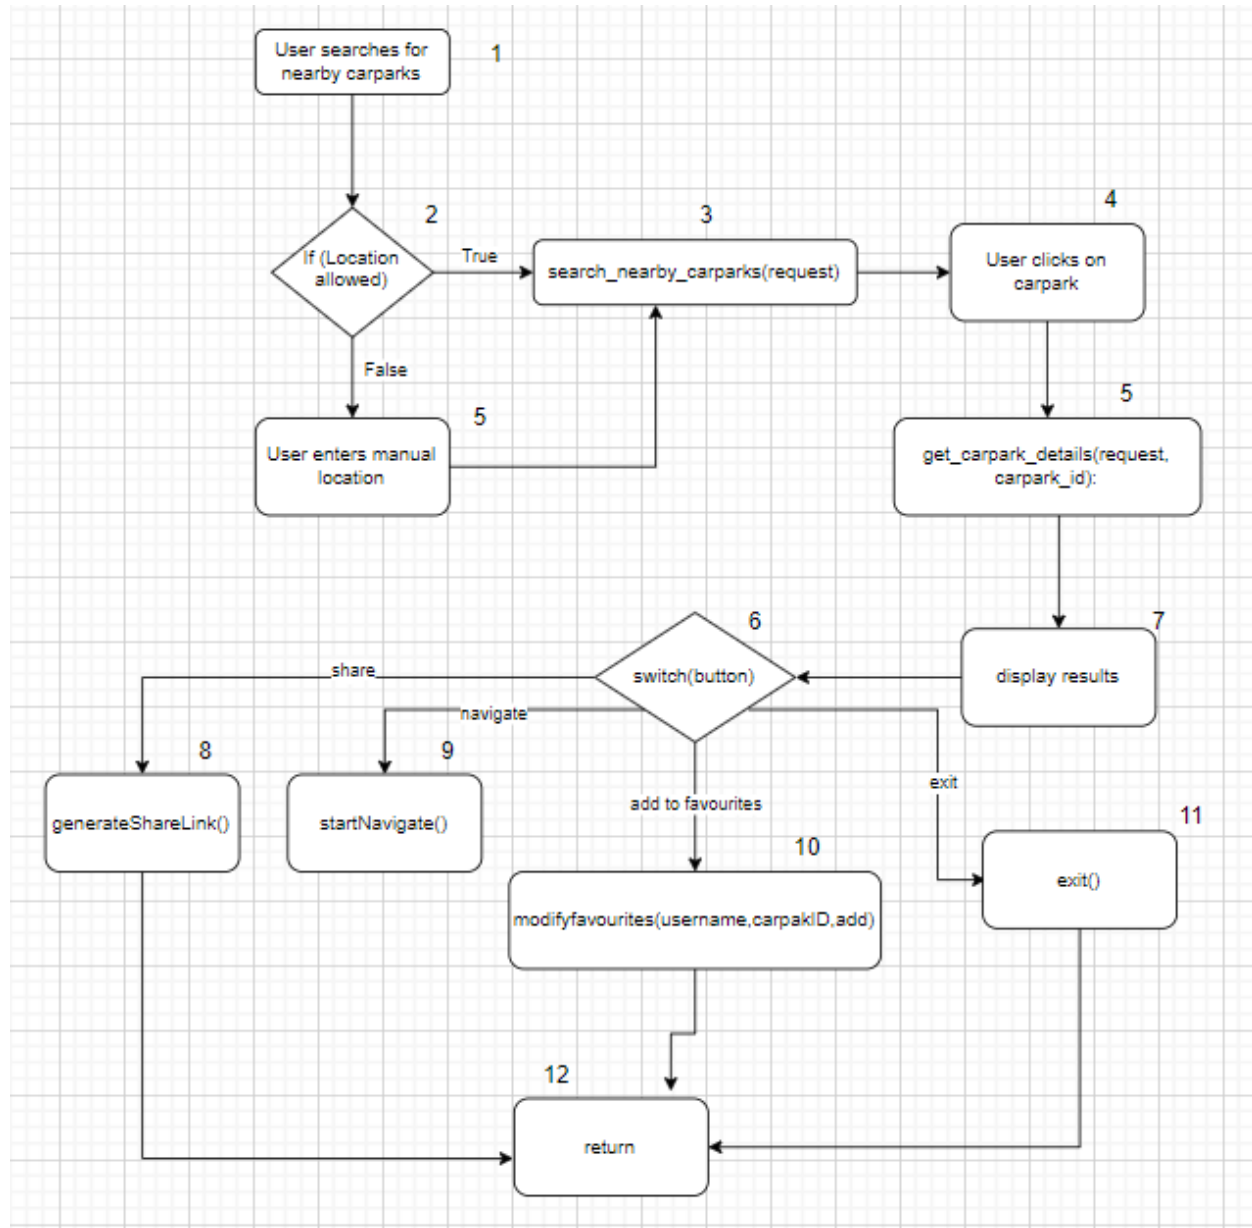 User searches for
nearby carparks
1
If (Location
allowed)
2
True
search_nearby_carparks(request)
3
User clicks on
carpark
4
False
User enters manual
location
5
get_carpark_details(request,
carpark_id):
5
switch(button)
6
display results
7
share
navigate
add to favourites
exit
generateShareLink()
8
startNavigate()
9
modifyfavourites(username,carpakID,add)
10
exit()
11
return
12